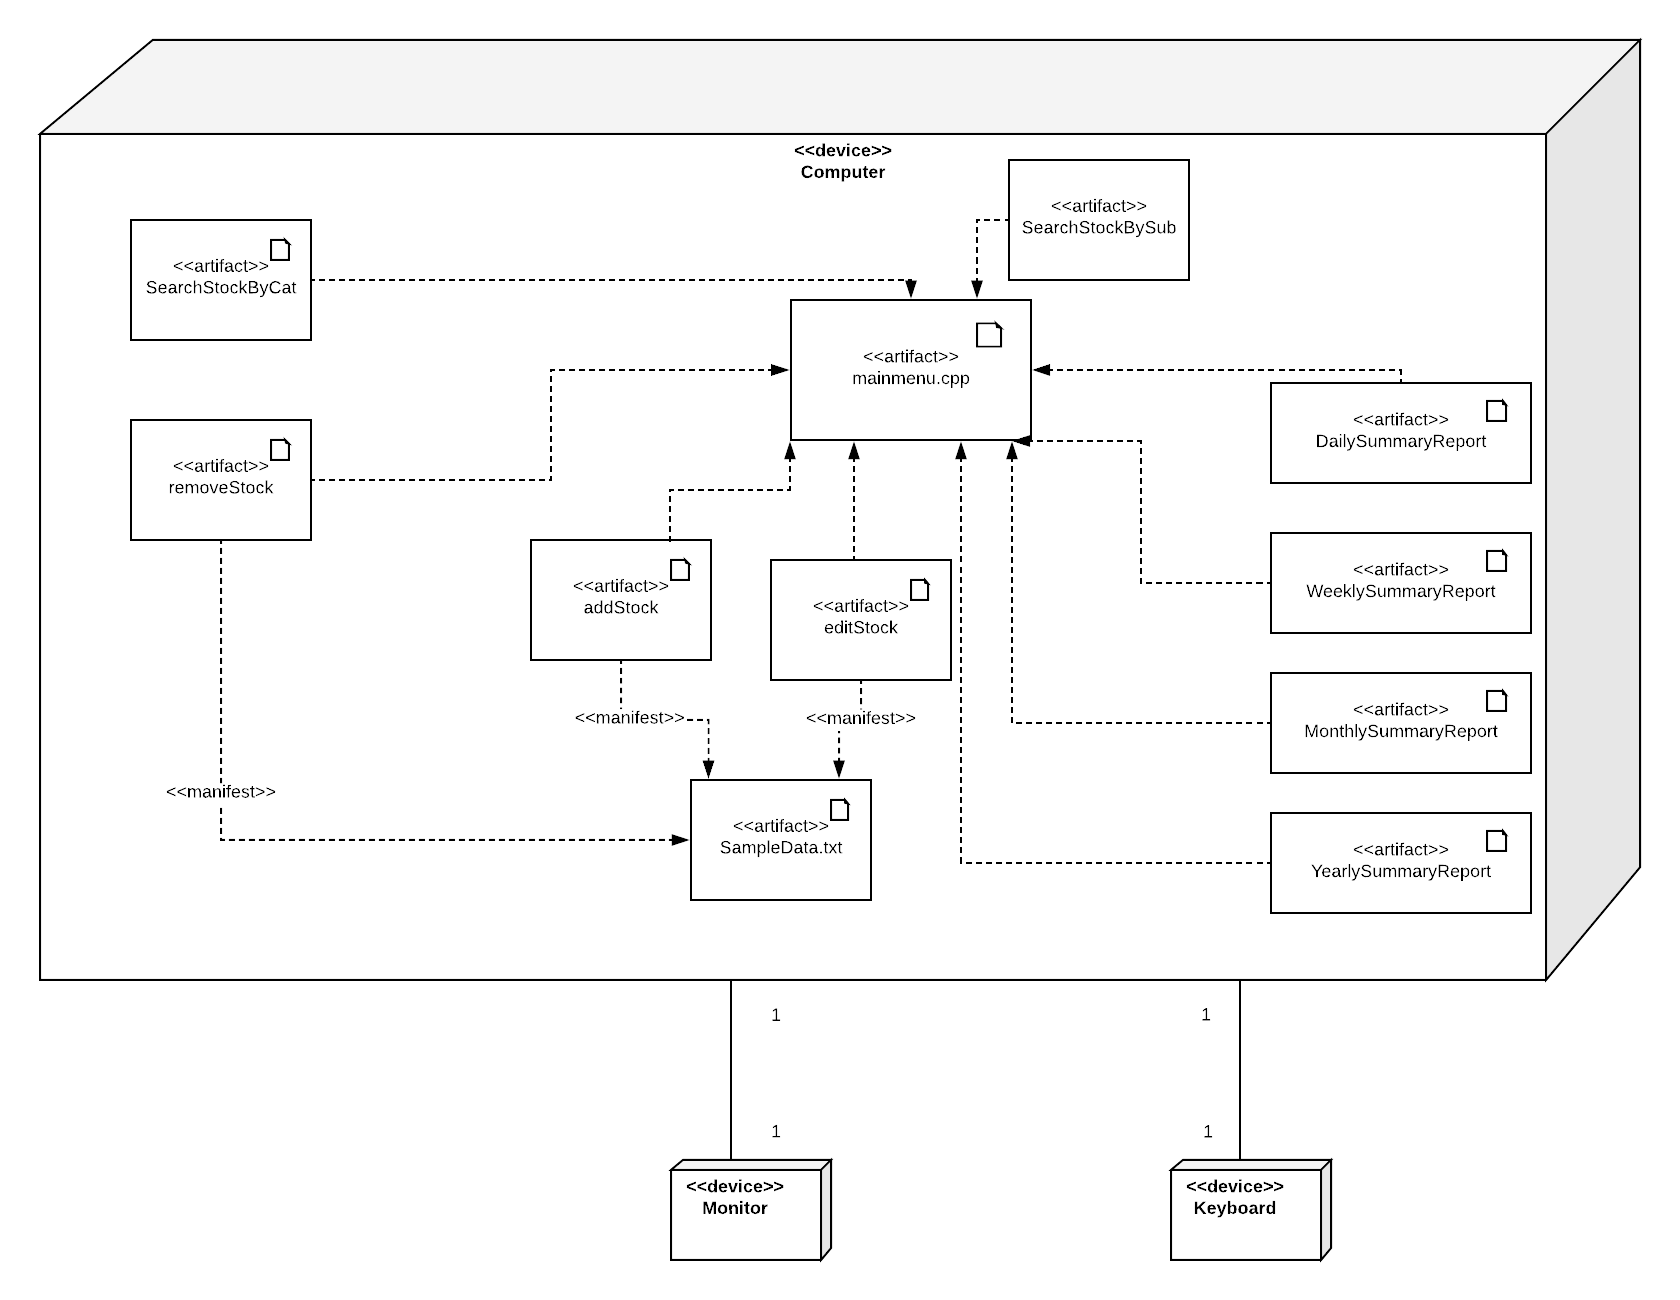 <<device>>
Computer
<<artifact>>
SearchStockBySub
<<artifact>>
SearchStockByCat
<<artifact>>
mainmenu.cpp
<<artifact>>
DailySummaryReport
<<artifact>>
removeStock
<<artifact>>
addStock
<<artifact>>
editStock
<<artifact>>
WeeklySummaryReport
<<manifest>>
<<manifest>>
<<artifact>>
MonthlySummaryReport
<<manifest>>
<<artifact>>
SampleData.txt
<<artifact>>
YearlySummaryReport
1
1
1
1
<<device>>
Monitor
<<device>>
Keyboard